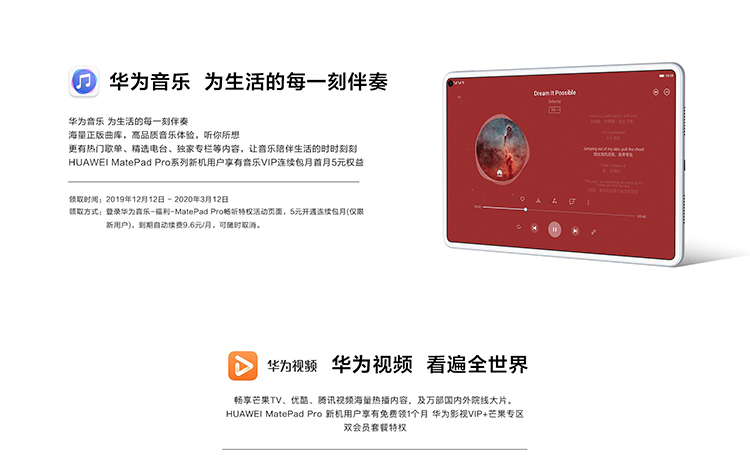 华为音乐 为生活的每一刻伴奏
华为音乐 为生活的每一刻伴奏
海量正版曲库，高品质音乐体验，听你所想
更有热门歌单、精选电台、独家专栏等内容，让音乐陪伴生活的时时刻刻
HUAWEI MatePad Pro系列新机用户享有音乐VIP连续包月首月5元权益
领取时间：2019年12月12日 - 2020年3月12日
领取方式：登录华为音乐-福利-MatePad Pro畅听特权活动页面，5元开通连续包月(仅限
新用户)，到期自动续费9.6元/月，可随时取消。
Dream It Possible
Delacey
Jumping out of my skin, pull the chord
华为视频 华为视频 看遍全世界
畅享芒果TV、优酷、腾讯视频海量热播内容，及万部国内外院线大片。
HUAWEI MatePad Pro 新机用户享有免费领1个月 华为影视VIP+芒果专区
双会员套餐特权